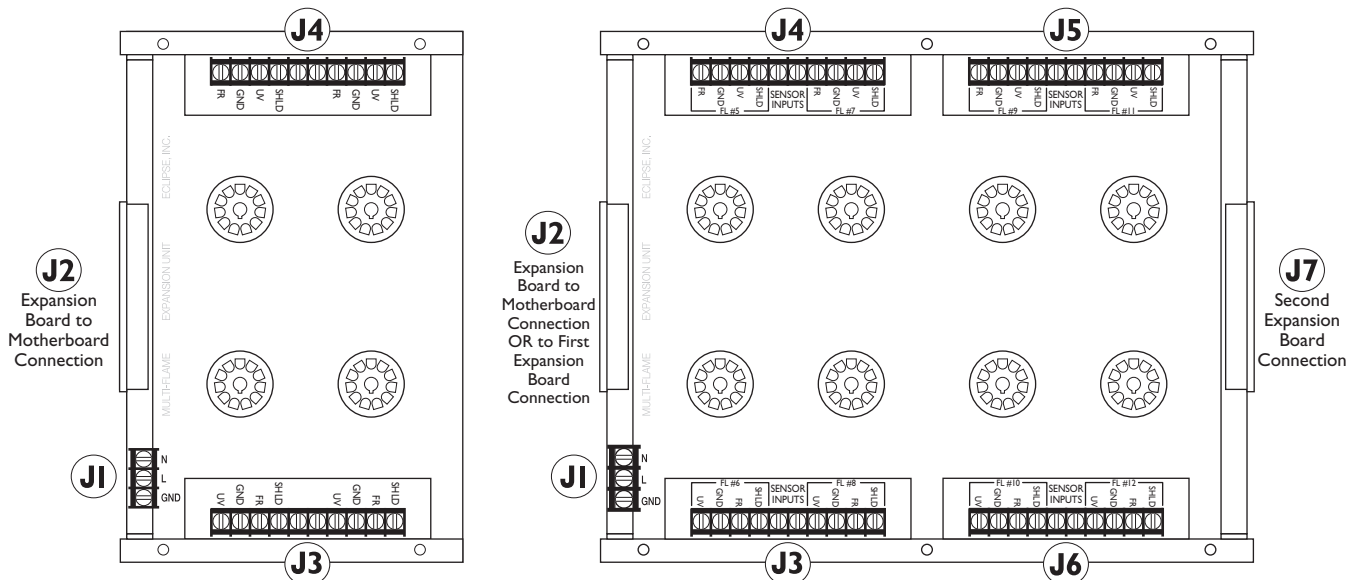 J4
FR GND UV SHLD FR GND UV SHLD
MULTI-FLAME EXPANSION UNIT ECLIPSE, INC.
J2
Expansion
Board to
Motherboard
Connection
J1
N
L
GND
UV GND FR SHLD UV GND FR SHLD
J3
J4
J5
FR GND UV SHLD SENSOR INPUTS FR GND UV SHLD
FL #5 FL #7
FR GND UV SHLD SENSOR INPUTS FR GND UV SHLD
FL #9 FL #11
MULTI-FLAME EXPANSION UNIT ECLIPSE, INC.
J2
Expansion
Board to
Motherboard
Connection
OR to First
Expansion
Board
Connection
J7
Second
Expansion
Board
Connection
J1
N
L
GND
FL #6 FL #8
UV GND FR SHLD SENSOR INPUTS UV GND FR SHLD
FL #10 FL #12
UV GND FR SHLD SENSOR INPUTS UV GND FR SHLD
J3
J6